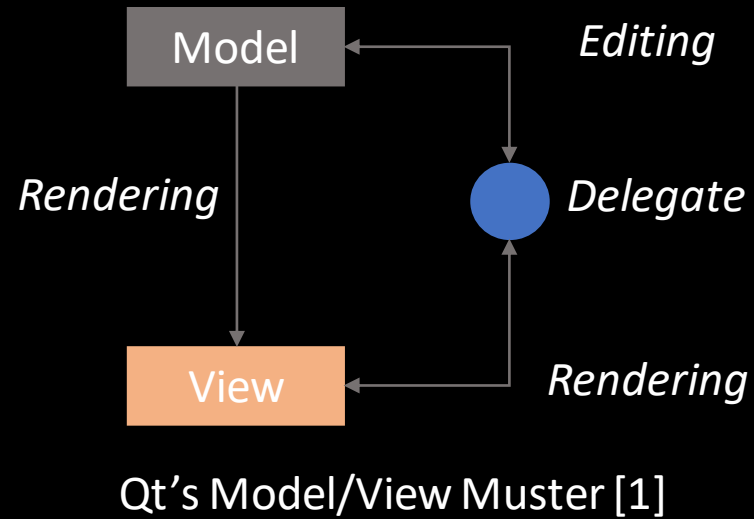 Model
Editing
Rendering
Delegate
View
Rendering
Qt's Model/View Muster [1]